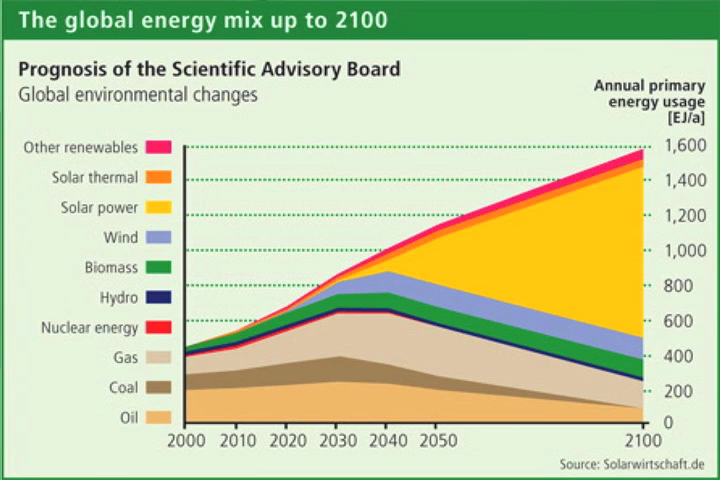 The global energy mix up to 2100
Prognosis of the Scientific Advisory Board
Global environmental changes
Annual primary
energy usage
[EJ/a]
Other renewables
Solar thermal
Solar power
Wind
Biomass
Hydro
Nuclear energy
Gas
Coal
Oil
1,600
1,400
1,200
1,000
800
600
400
200
0
2000 2010 2020 2030 2040 2050 2100
Source: Solarwirtschaft.de